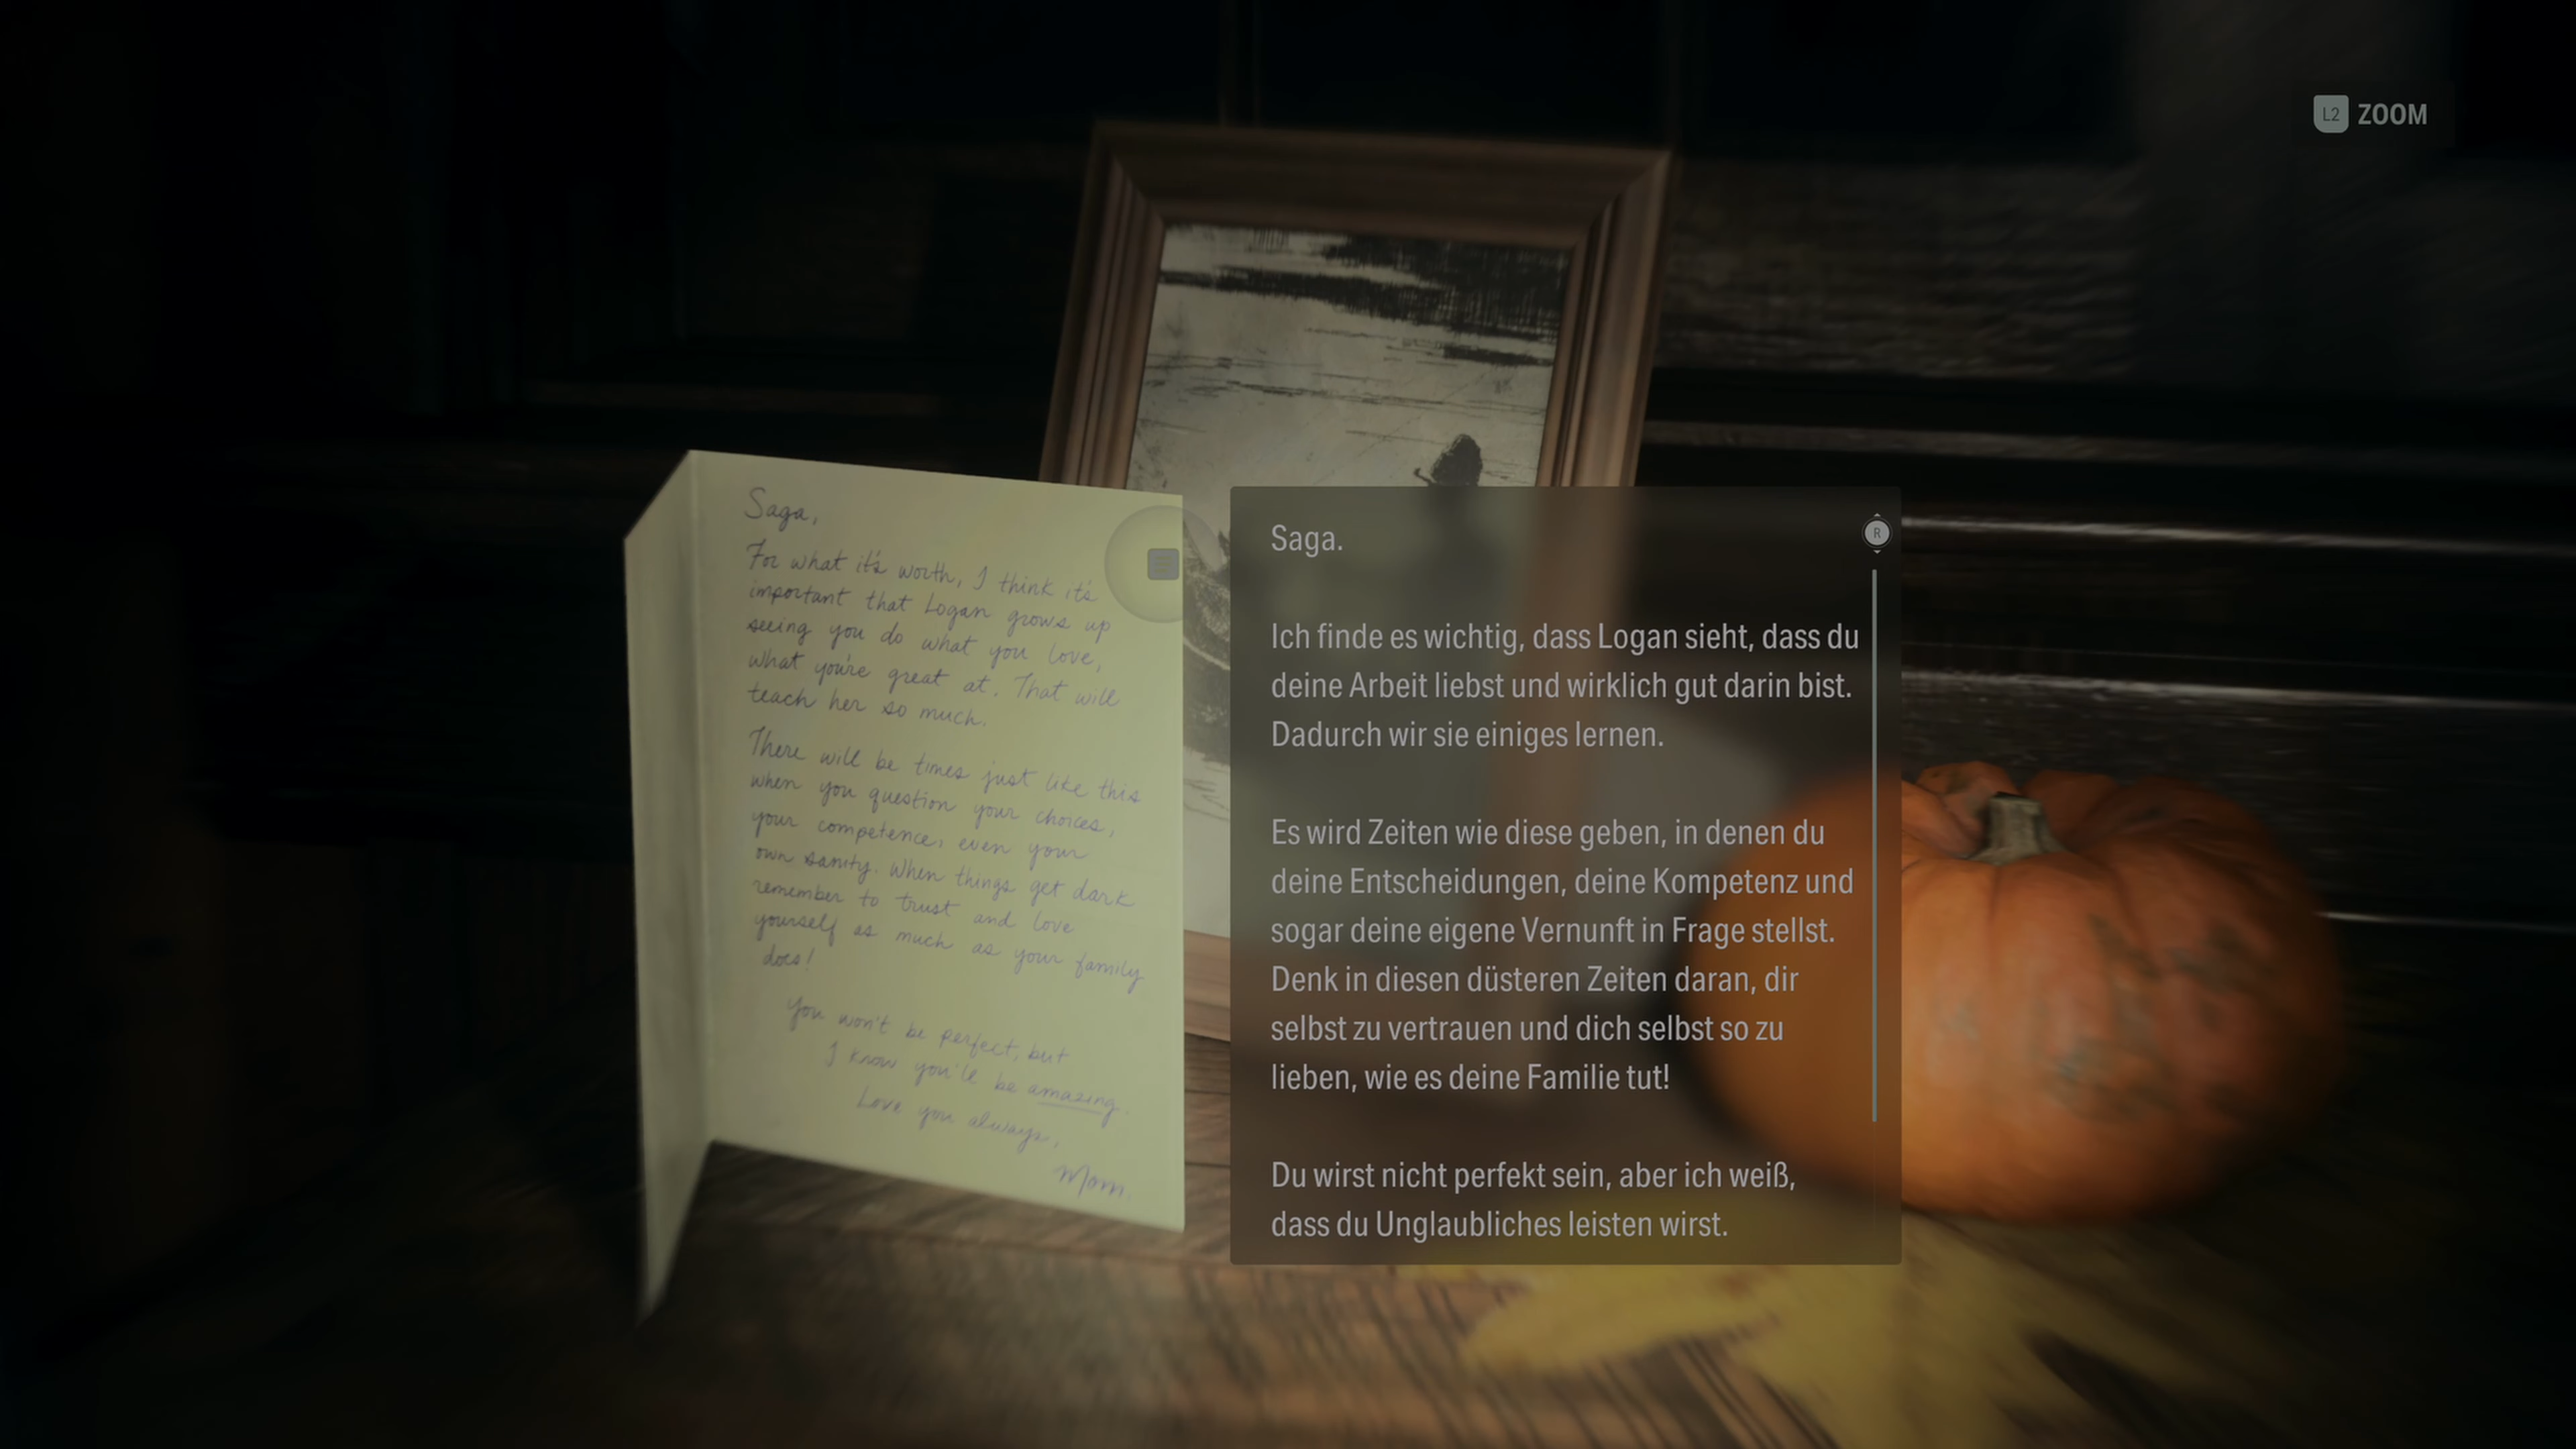 L2 ZOOM
Saga,
For what it's worth, I think it's
important that Logan grows up
seeing you do what you love,
what you're great at. That will
teach her so much.
There will be times just like this
when you question your choices,
your competence, even your
own sanity. When things get dark
remember to trust and love
yourself as much as your family
does!
You won't be perfect, but
I know you'll be amazing.
Love you always,
Mom.
R
Saga.
Ich finde es wichtig, dass Logan sieht, dass du
deine Arbeit liebst und wirklich gut darin bist.
Dadurch wir sie einiges lernen.
Es wird Zeiten wie diese geben, in denen du
deine Entscheidungen, deine Kompetenz und
sogar deine eigene Vernunft in Frage stellst.
Denk in diesen düsteren Zeiten daran, dir
selbst zu vertrauen und dich selbst so zu
lieben, wie es deine Familie tut!
Du wirst nicht perfekt sein, aber ich weiß,
dass du Unglaubliches leisten wirst.